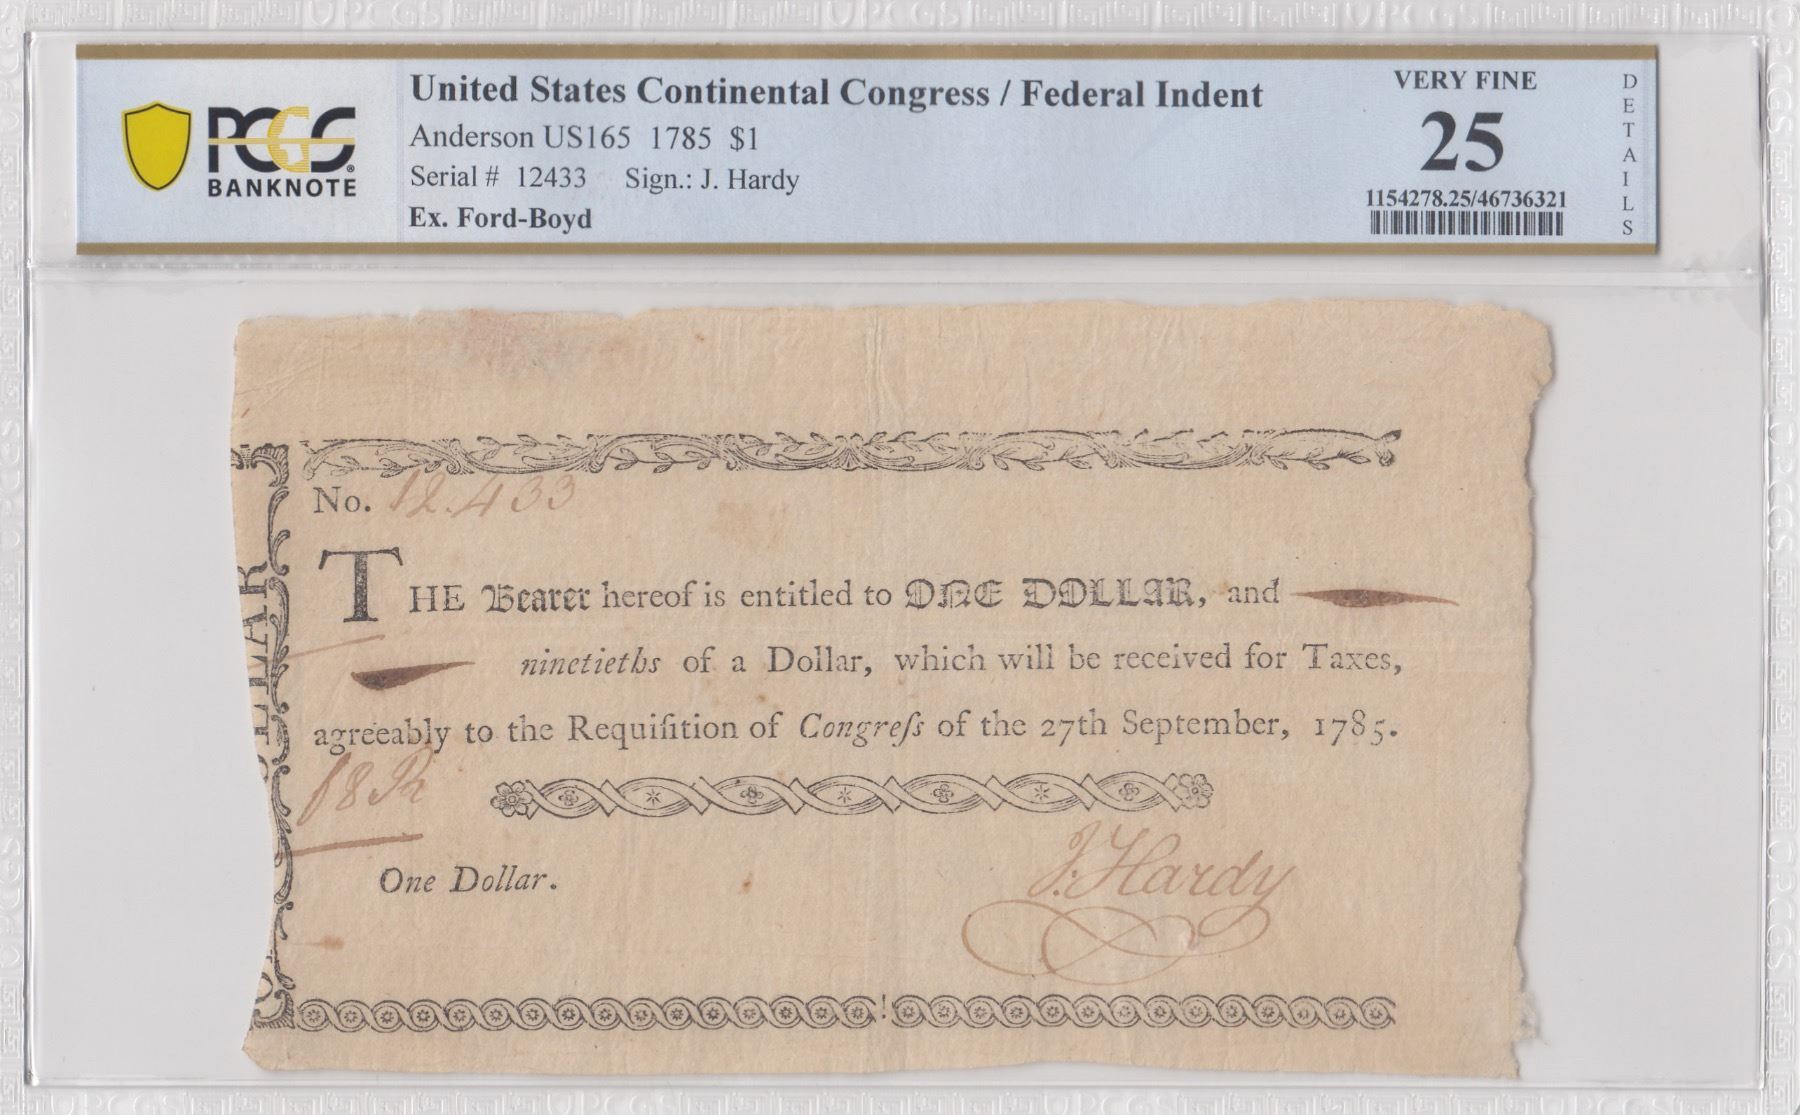 United States Continental Congress / Federal Indent
Anderson US165 1785 $1
Serial # 12433 Sign.: J. Hardy
Ex. Ford-Boyd
PCGS
BANKNOTE
VERY FINE
25
1154278.25/46736321
DETAILS
No. 12.433
THE Bearer hereof is entitled to ONE DOLLAR, and
ninetieths of a Dollar, which will be received for Taxes,
agreeably to the Requiſition of Congreſs of the 27th September, 1785.
One Dollar.
J. Hardy